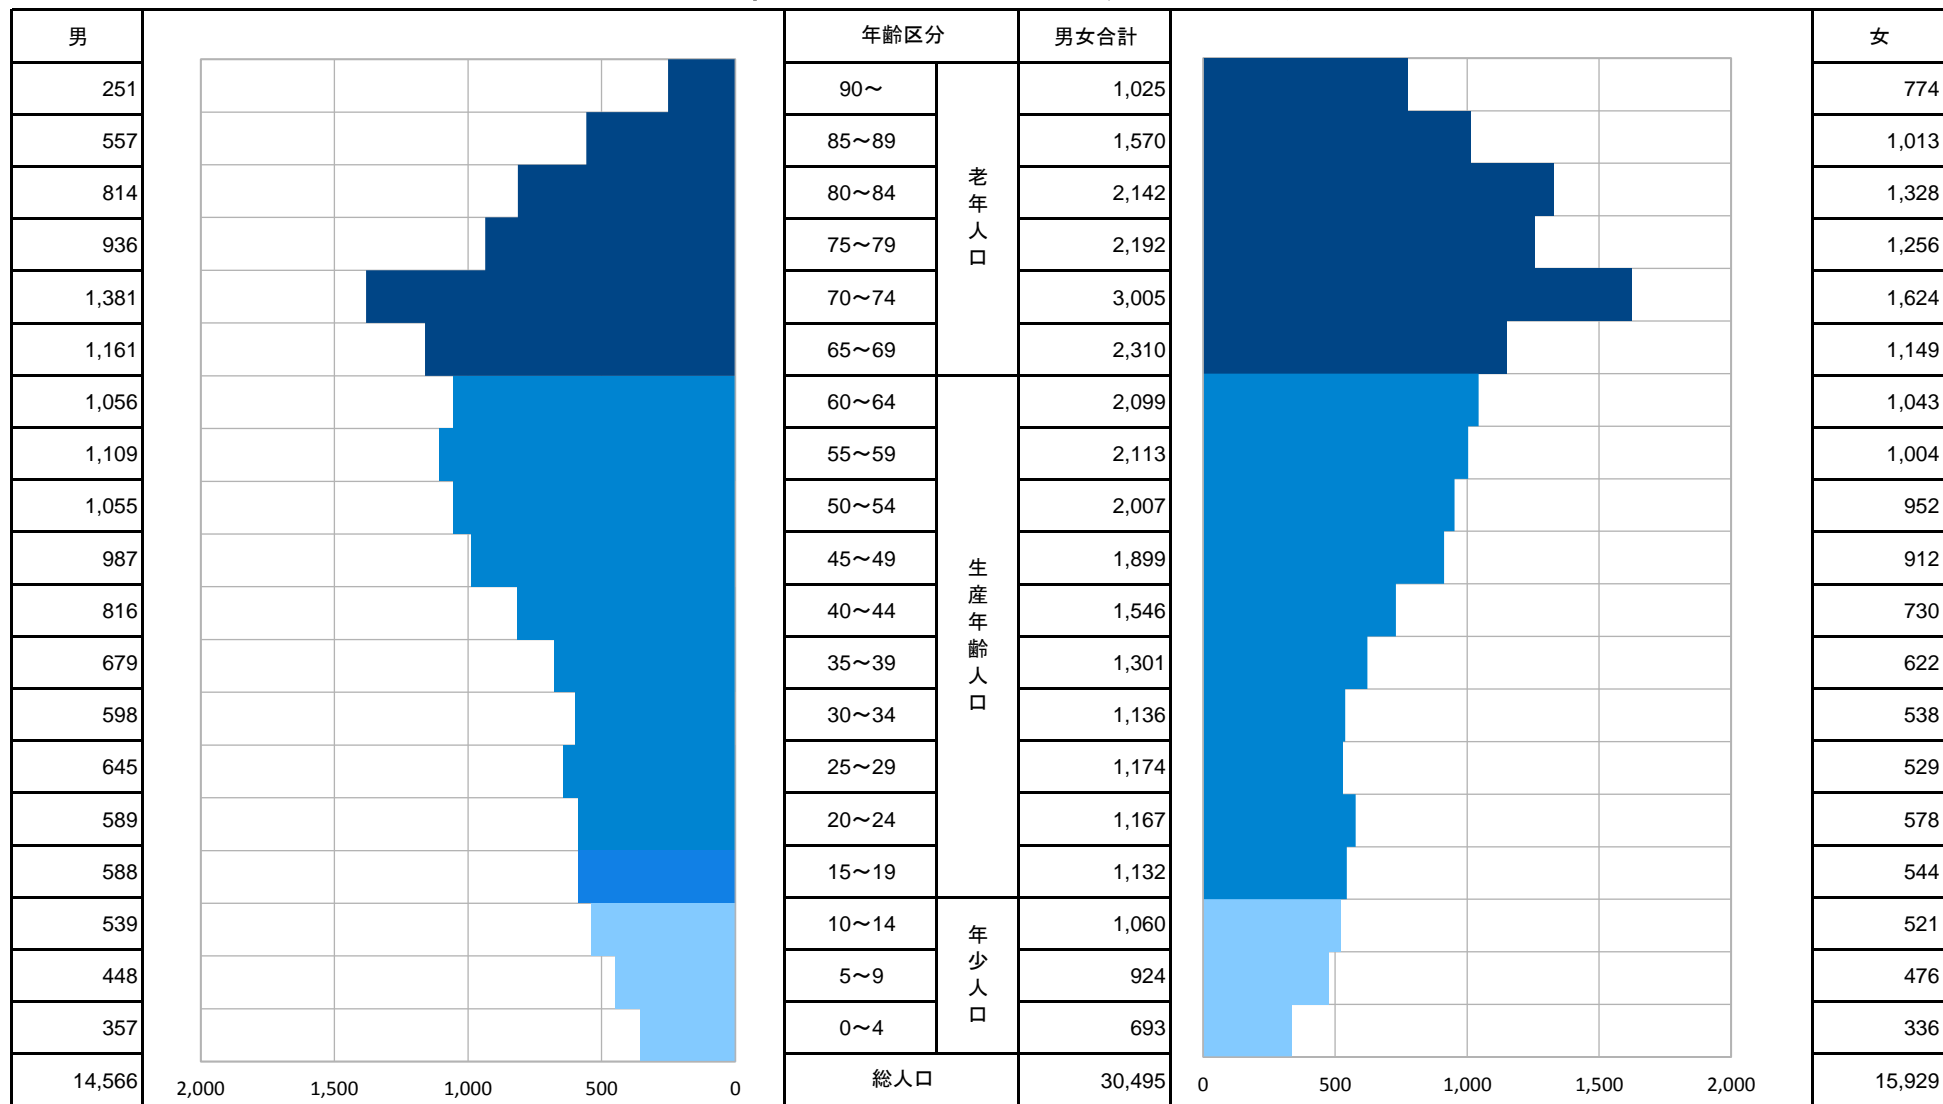 男 年齢区分 男女合計 女
251 90～ 1,025 774
557 85～89 1,570 1,013
814 80～84 2,142 1,328
936 75～79 2,192 1,256
1,381 70～74 3,005 1,624
1,161 65～69 2,310 1,149
老年人口
1,056 60～64 2,099 1,043
1,109 55～59 2,113 1,004
1,055 50～54 2,007 952
987 45～49 1,899 912
816 40～44 1,546 730
679 35～39 1,301 622
598 30～34 1,136 538
645 25～29 1,174 529
589 20～24 1,167 578
588 15～19 1,132 544
生産年齢人口
539 10～14 1,060 521
448 5～9 924 476
357 0～4 693 336
年少人口
14,566 総人口 30,495 15,929
2,000 1,500 1,000 500 0
0 500 1,000 1,500 2,000